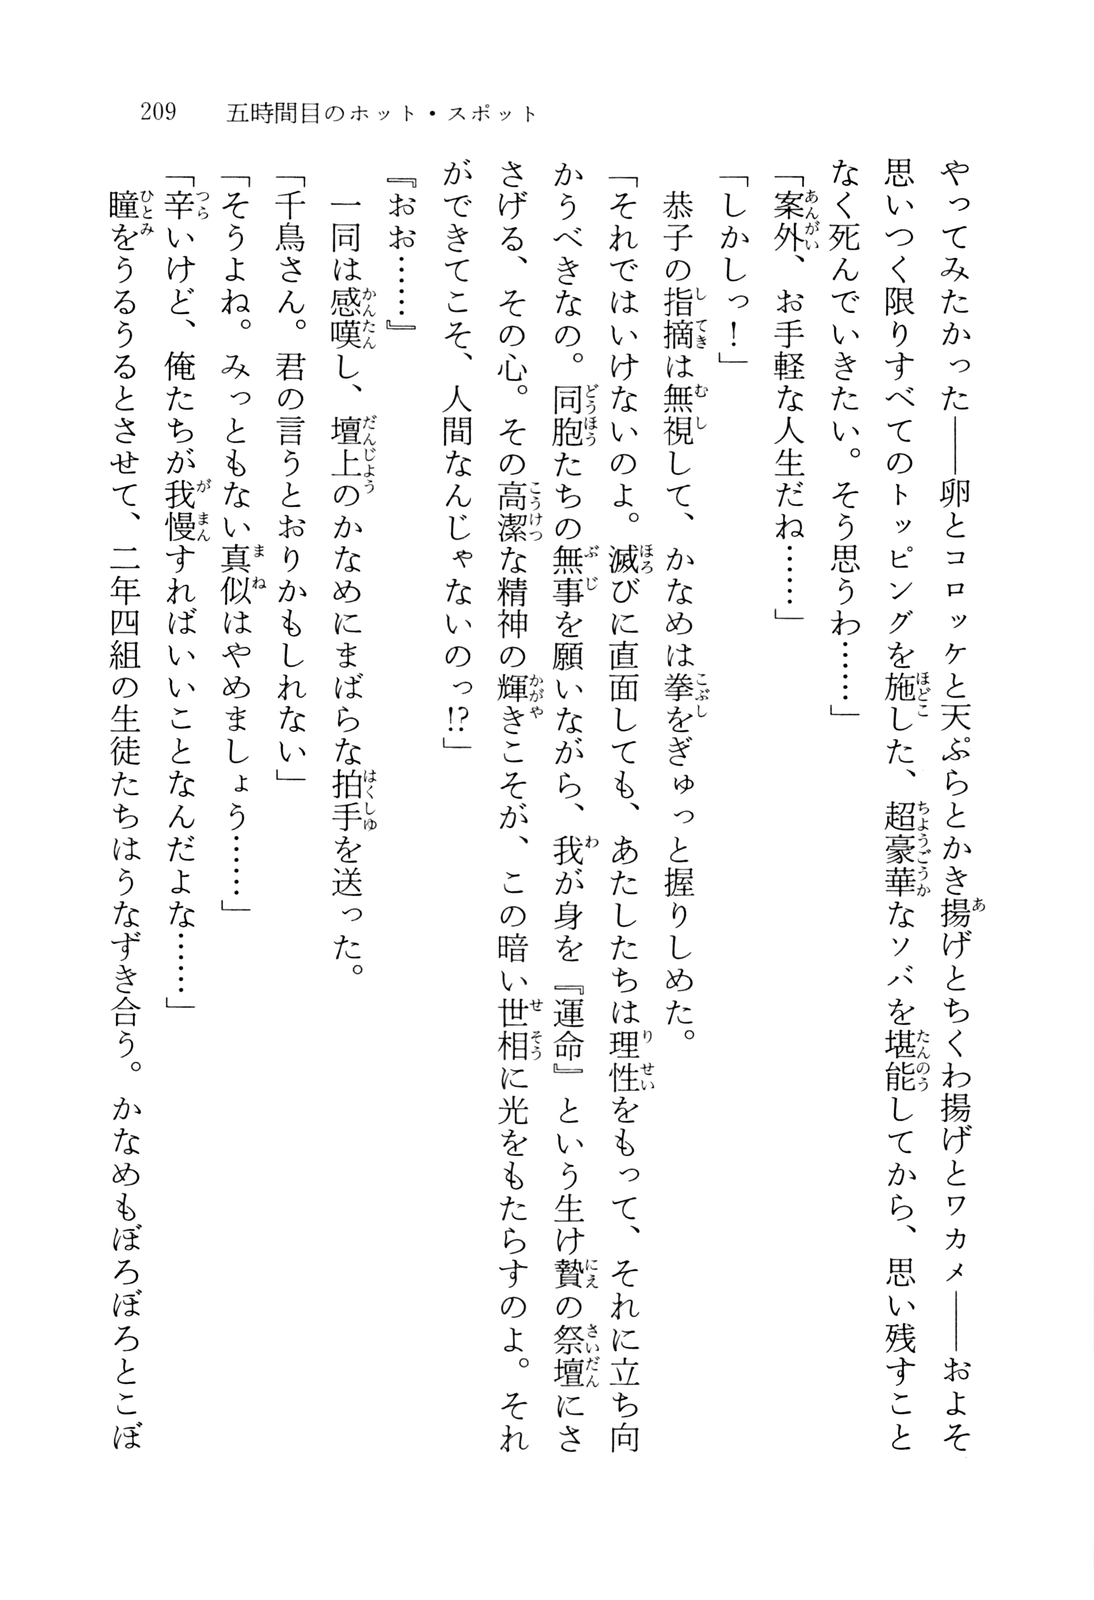 209　五時間目のホット・スポット
やってみたかった――卵とコロッケと天ぷらとかき揚げとちくわ揚げとワカメ――およそ
思いつく限りすべてのトッピングを施した、超豪華なソバを堪能してから、思い残すこと
なく死んでいきたい。そう思うわ……」
「案外、お手軽な人生だね……」
「しかしっ！」
　恭子の指摘は無視して、かなめは拳をぎゅっと握りしめた。
「それではいけないのよ。滅びに直面しても、あたしたちは理性をもって、それに立ち向
かうべきなの。同胞たちの無事を願いながら、我が身を『運命』という生け贄の祭壇にさ
さげる、その心。その高潔な精神の輝きこそが、この暗い世相に光をもたらすのよ。それ
ができてこそ、人間なんじゃないのっ!?」
『おお……』
　一同は感嘆し、壇上のかなめにまばらな拍手を送った。
「千鳥さん。君の言うとおりかもしれない」
「そうよね。みっともない真似はやめましょう……」
「辛いけど、俺たちが我慢すればいいことなんだよな……」
　瞳をうるうるとさせて、二年四組の生徒たちはうなずき合う。かなめもぼろぼろとこぼ